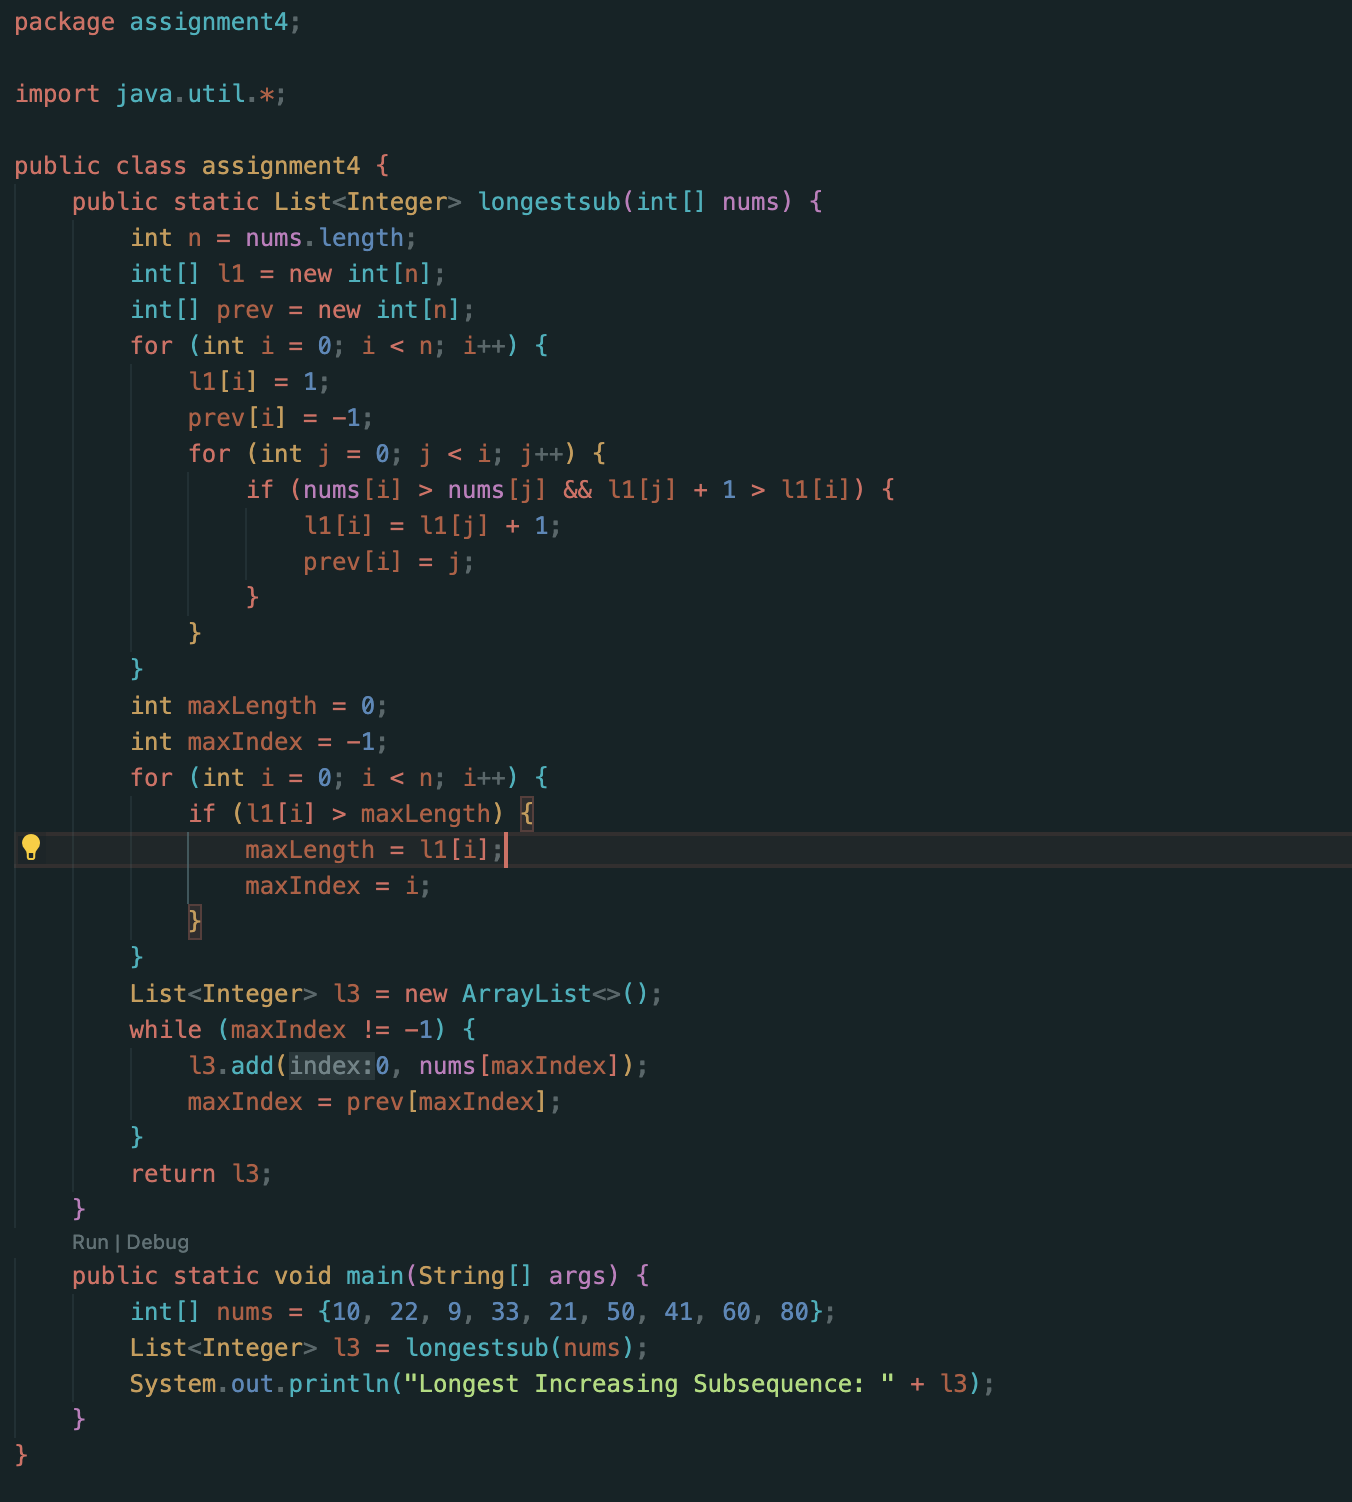 package assignment4;
import java.util.*;
public class assignment4 {
    public static List<Integer> longestsub(int[] nums) {
        int n = nums.length;
        int[] l1 = new int[n];
        int[] prev = new int[n];
        for (int i = 0; i < n; i++) {
            l1[i] = 1;
            prev[i] = -1;
            for (int j = 0; j < i; j++) {
                if (nums[i] > nums[j] && l1[j] + 1 > l1[i]) {
                    l1[i] = l1[j] + 1;
                    prev[i] = j;
                }
            }
        }
        int maxLength = 0;
        int maxIndex = -1;
        for (int i = 0; i < n; i++) {
            if (l1[i] > maxLength) {
                maxLength = l1[i];
                maxIndex = i;
            }
        }
        List<Integer> l3 = new ArrayList<>();
        while (maxIndex != -1) {
            l3.add(index:0, nums[maxIndex]);
            maxIndex = prev[maxIndex];
        }
        return l3;
    }
    Run | Debug
    public static void main(String[] args) {
        int[] nums = {10, 22, 9, 33, 21, 50, 41, 60, 80};
        List<Integer> l3 = longestsub(nums);
        System.out.println("Longest Increasing Subsequence: " + l3);
    }
}